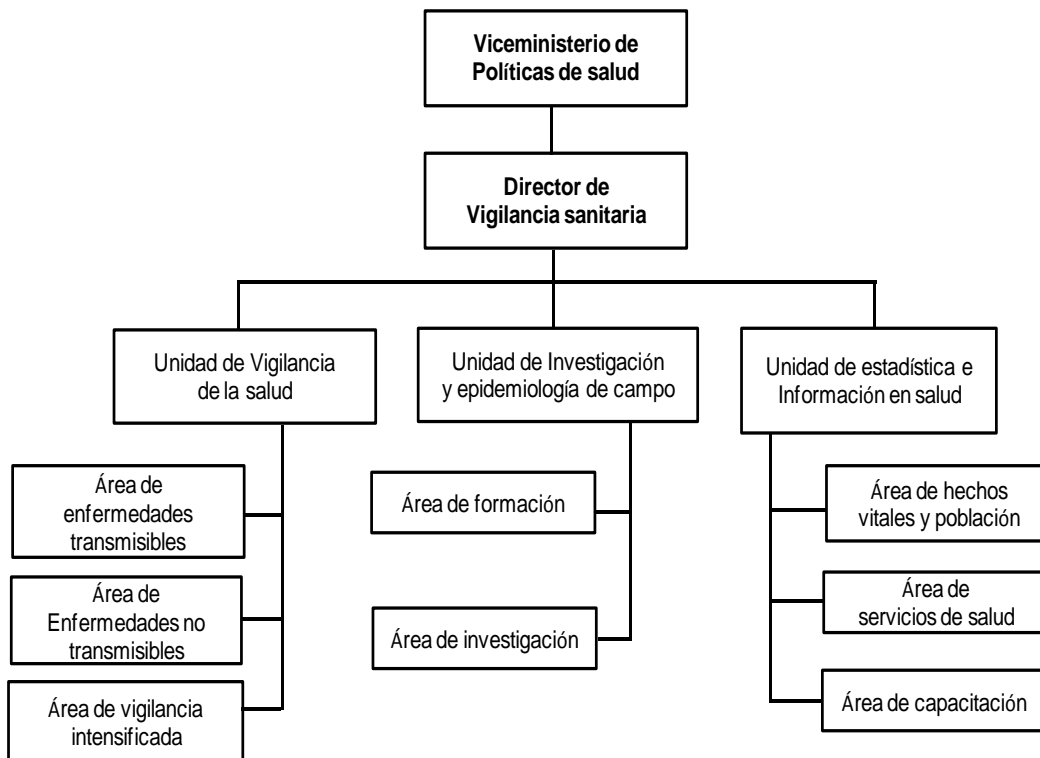 Viceministerio de
Políticas de salud
Director de
Vigilancia sanitaria
Unidad de Vigilancia
de la salud
Unidad de Investigación
y epidemiología de campo
Unidad de estadística e
Información en salud
Área de
enfermedades
transmisibles
Área de
Enfermedades no
transmisibles
Área de vigilancia
intensificada
Área de formación
Área de investigación
Área de hechos
vitales y población
Área de
servicios de salud
Área de capacitación